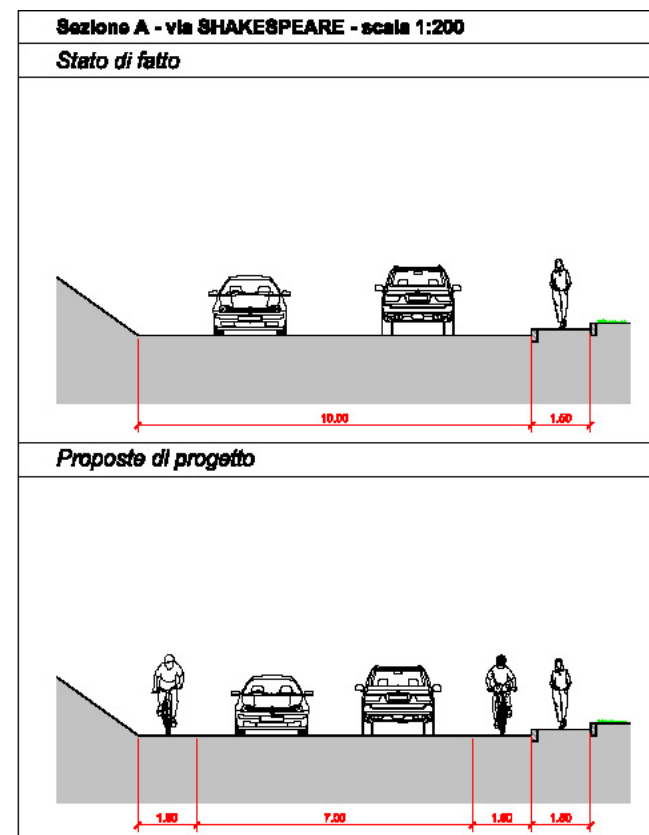 Sezione A - via SHAKESPEARE - scala 1:200
Stato di fatto
10.00 1.50
Proposte di progetto
1.50 7.00 1.50 1.50